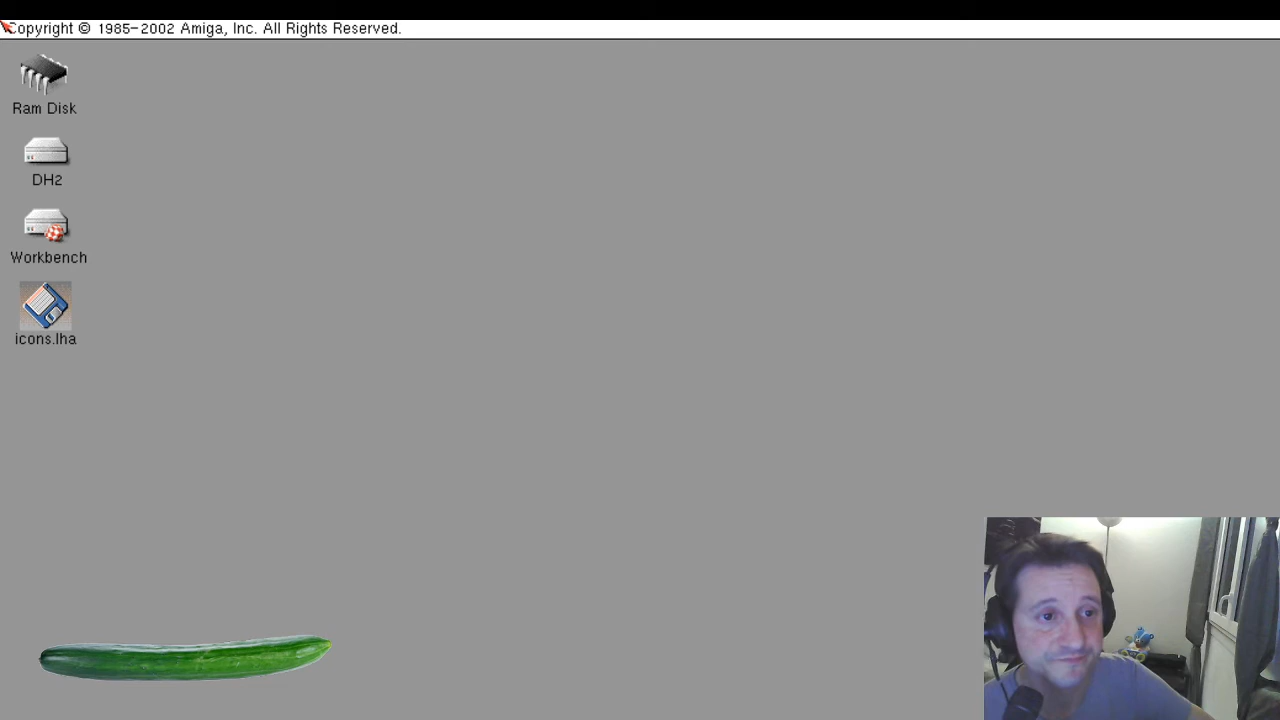 Copyright © 1985-2002 Amiga, Inc. All Rights Reserved.
Ram Disk
DH2
Workbench
icons.lha